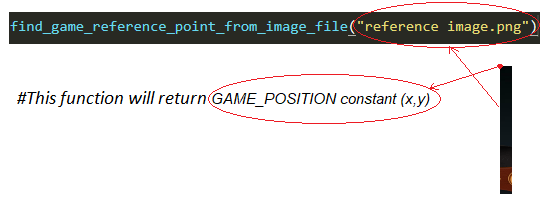 find_game_reference_point_from_image_file("reference image.png")
#This function will return GAME_POSITION constant (x,y)